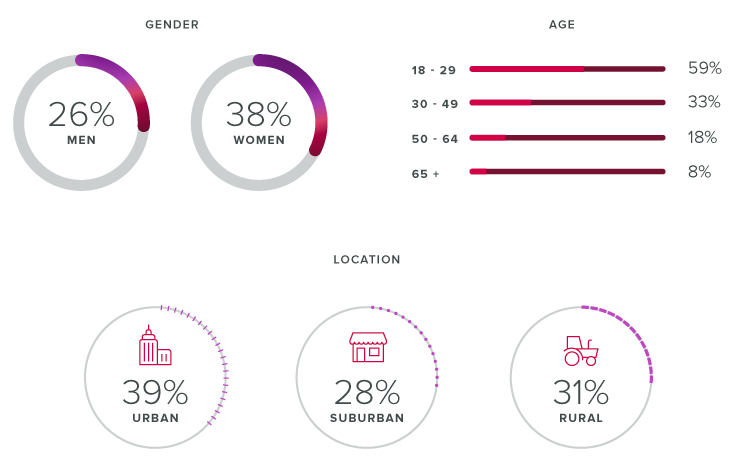 GENDER
26%
MEN
38%
WOMEN
AGE
18 - 29 59%
30 - 49 33%
50 - 64 18%
65 + 8%
LOCATION
39%
URBAN
28%
SUBURBAN
31%
RURAL